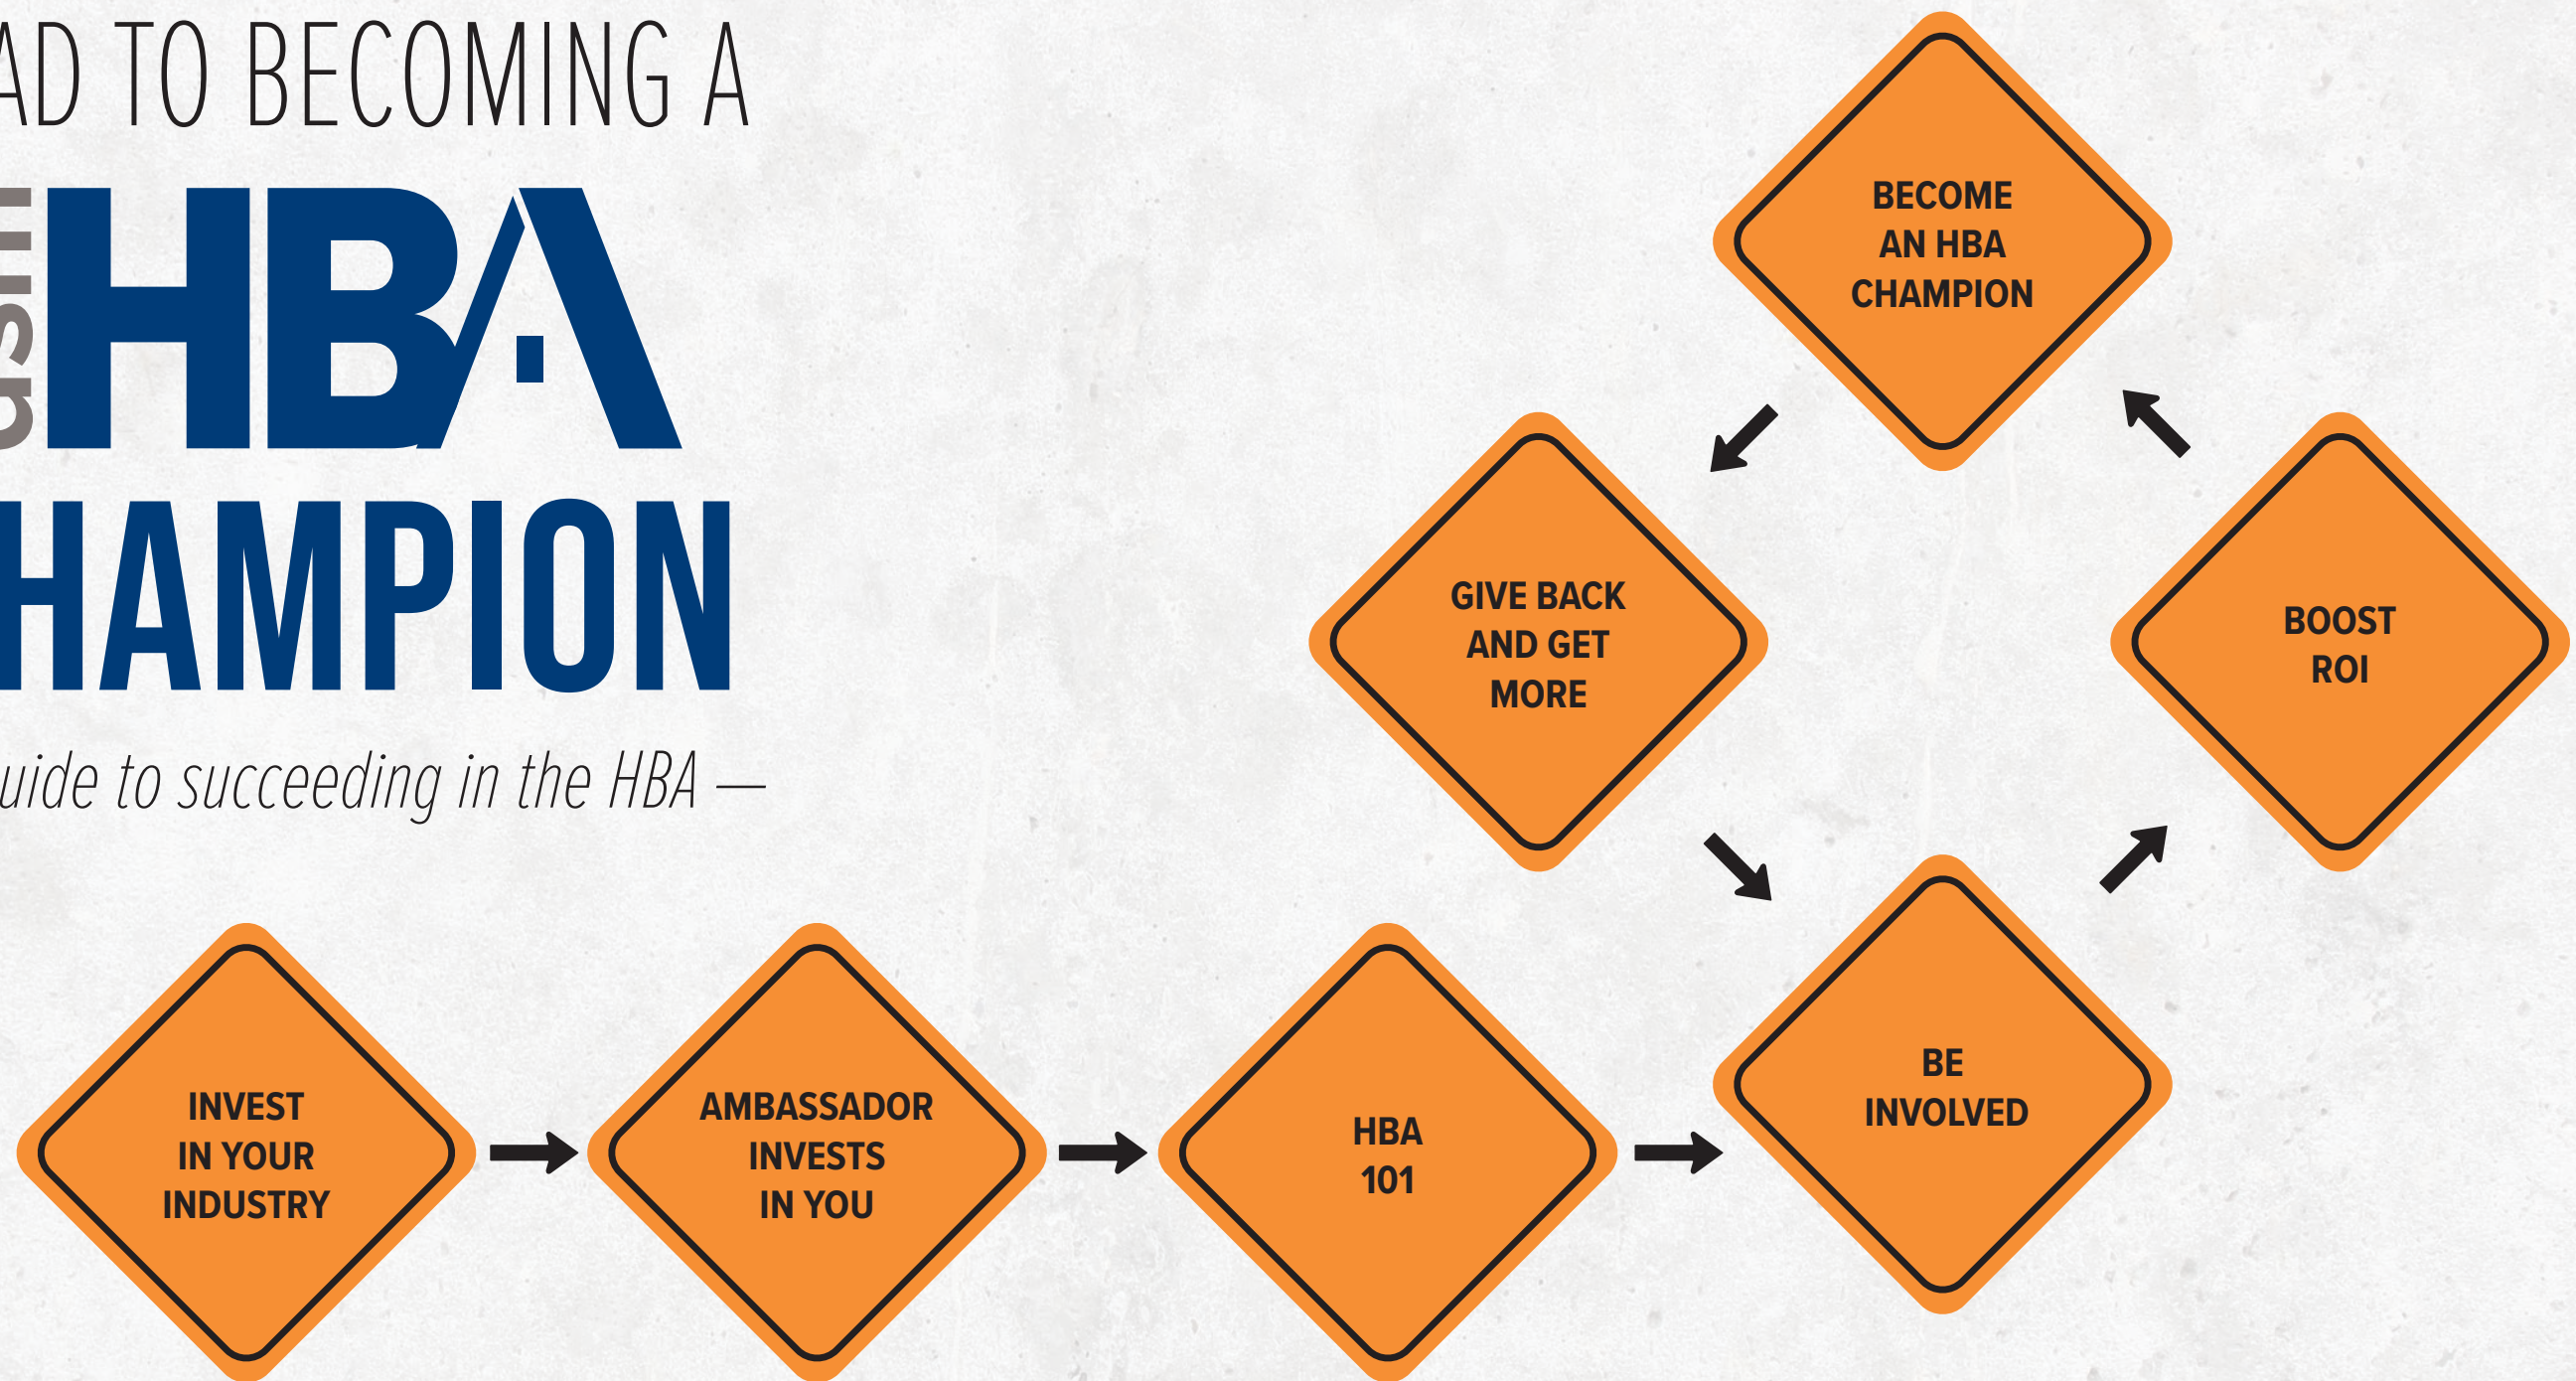 AD TO BECOMING A
HBA
HAMPION
uide to succeeding in the HBA —
BECOME
AN HBA
CHAMPION
GIVE BACK
AND GET
MORE
BOOST
ROI
INVEST
IN YOUR
INDUSTRY
AMBASSADOR
INVESTS
IN YOU
HBA
101
BE
INVOLVED